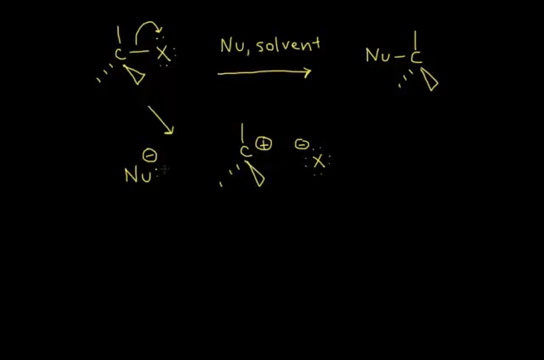 C X Nu, solvent Nu C
Nu ⊖ C ⊕ ⊖ X